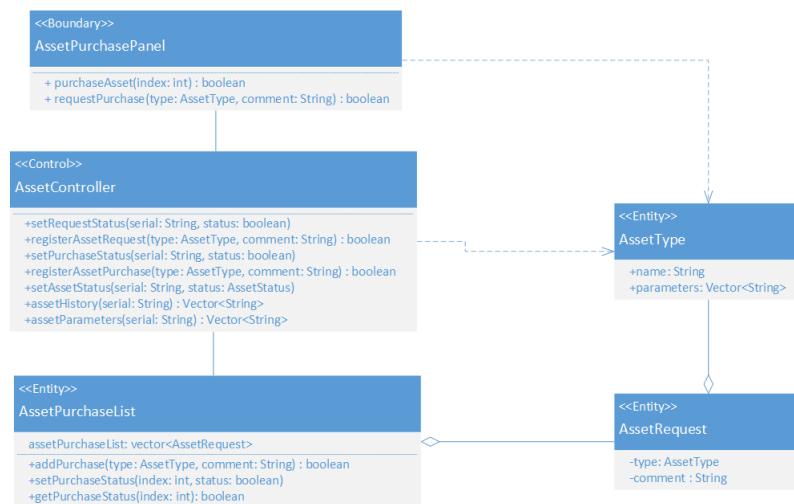 <<Boundary>>
AssetPurchasePanel
+ purchaseAsset(index: int) : boolean
+ requestPurchase(type: AssetType, comment: String) : boolean
<<Control>>
AssetController
+setRequestStatus(serial: String, status: boolean)
+registerAssetRequest(type: AssetType, comment: String) : boolean
+setPurchaseStatus(serial: String, status: boolean)
+registerAssetPurchase(type: AssetType, comment: String) : boolean
+setAssetStatus(serial: String, status: AssetStatus)
+assetHistory(serial: String) : Vector<String>
+assetParameters(serial: String) : Vector<String>
<<Entity>>
AssetType
+name: String
+parameters: Vector<String>
<<Entity>>
AssetPurchaseList
assetPurchaseList: vector<AssetRequest>
+addPurchase(type: AssetType, comment: String) : boolean
+setPurchaseStatus(index: int, status: boolean)
+getPurchaseStatus(index: int): boolean
<<Entity>>
AssetRequest
-type: AssetType
-comment : String